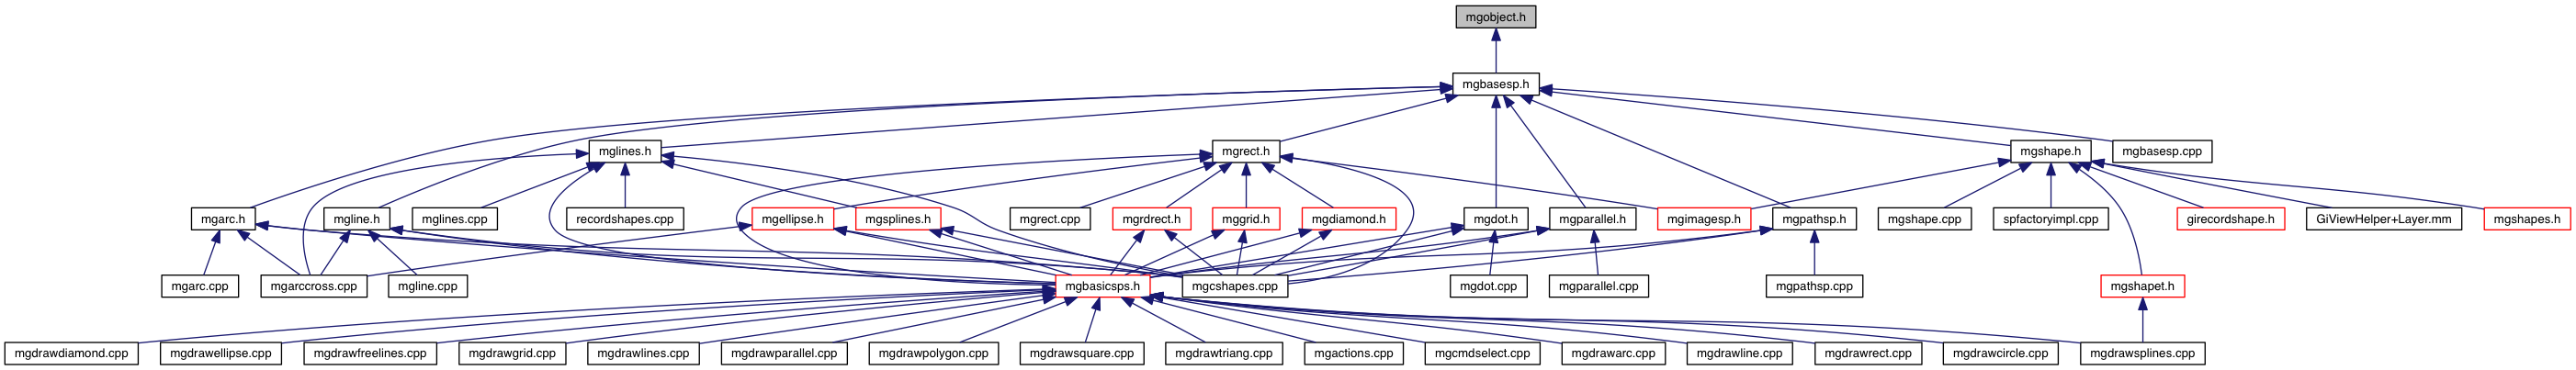 mgobject.h
mgbasesp.h
mglines.h
mgrect.h
mgshape.h
mgbasesp.cpp
mgarc.h
mgline.h
mglines.cpp
recordshapes.cpp
mgellipse.h
mgsplines.h
mgrect.cpp
mgrdrect.h
mggrid.h
mgdiamond.h
mgdot.h
mgparallel.h
mgimagesp.h
mgpathsp.h
mgshape.cpp
spfactoryimpl.cpp
girecordshape.h
GiViewHelper+Layer.mm
mgshapes.h
mgarc.cpp
mgarccross.cpp
mgline.cpp
mgbasicsps.h
mgcshapes.cpp
mgdot.cpp
mgparallel.cpp
mgpathsp.cpp
mgshapet.h
mgdrawdiamond.cpp
mgdrawellipse.cpp
mgdrawfreelines.cpp
mgdrawgrid.cpp
mgdrawlines.cpp
mgdrawparallel.cpp
mgdrawpolygon.cpp
mgdrawsquare.cpp
mgdrawtriang.cpp
mgactions.cpp
mgcmdselect.cpp
mgdrawarc.cpp
mgdrawline.cpp
mgdrawrect.cpp
mgdrawcircle.cpp
mgdrawsplines.cpp